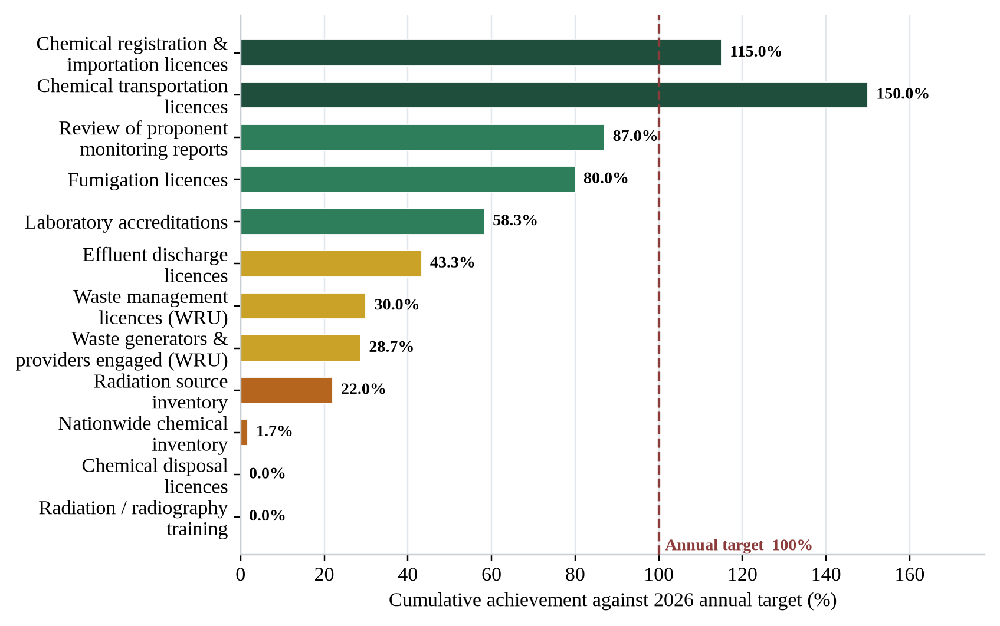 Chemical registration &
importation licences
115.0%
Chemical transportation
licences
150.0%
Review of proponent
monitoring reports
87.0%
Fumigation licences
80.0%
Laboratory accreditations
58.3%
Effluent discharge
licences
43.3%
Waste management
licences (WRU)
30.0%
Waste generators &
providers engaged (WRU)
28.7%
Radiation source
inventory
22.0%
Nationwide chemical
inventory
1.7%
Chemical disposal
licences
0.0%
Radiation / radiography
training
0.0%
Annual target 100%
0 20 40 60 80 100 120 140 160
Cumulative achievement against 2026 annual target (%)